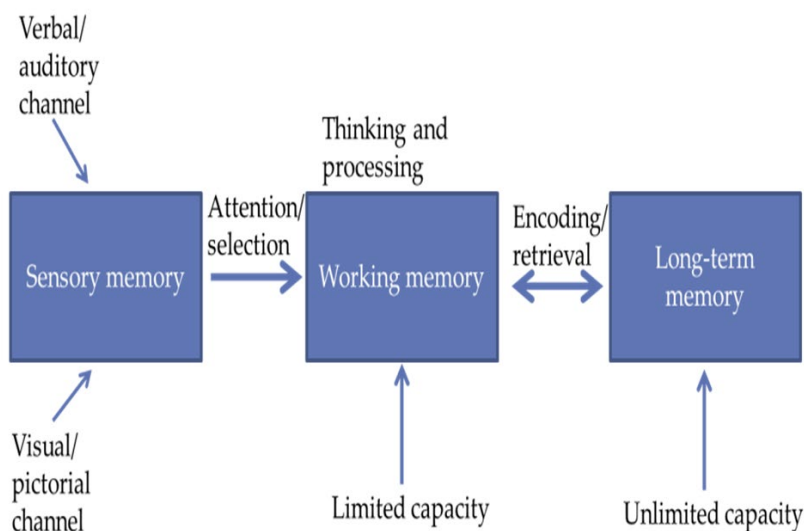 Verbal/
auditory
channel
Thinking and
processing
Attention/
selection
Encoding/
retrieval
Sensory memory
Working memory
Long-term
memory
Visual/
pictorial
channel
Limited capacity
Unlimited capacity